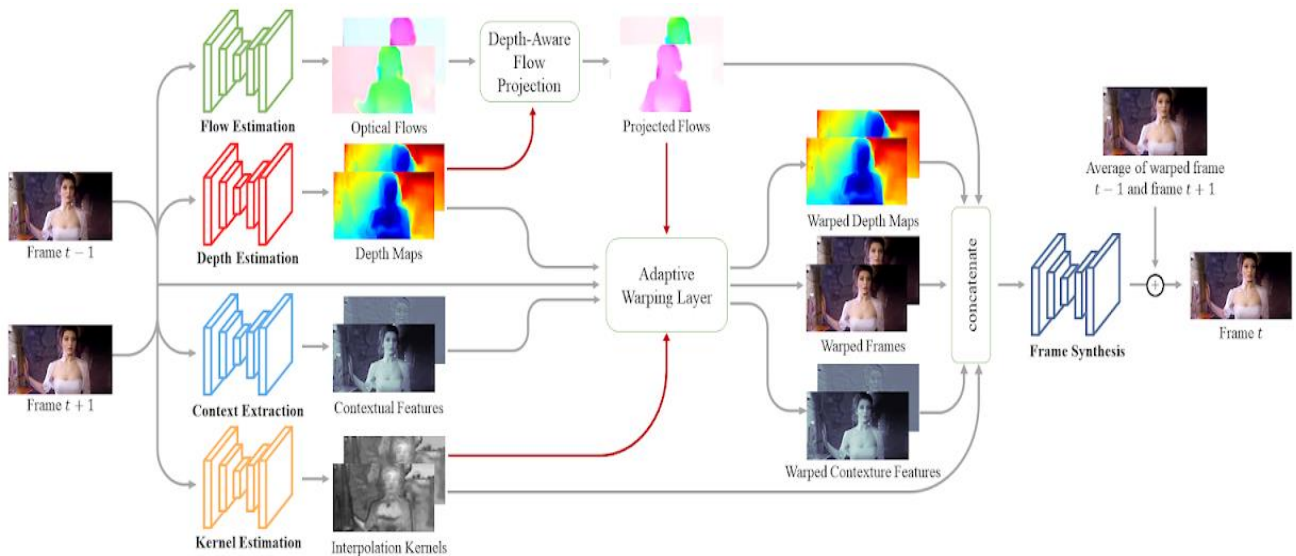 Frame t − 1
Frame t + 1
Flow Estimation
Depth Estimation
Context Extraction
Kernel Estimation
Optical Flows
Depth Maps
Contextual Features
Interpolation Kernels
Depth-Aware
Flow
Projection
Projected Flows
Adaptive
Warping Layer
Warped Depth Maps
Warped Frames
Warped Contexture Features
concatenate
Frame Synthesis
Average of warped frame
t − 1 and frame t + 1
+
Frame t